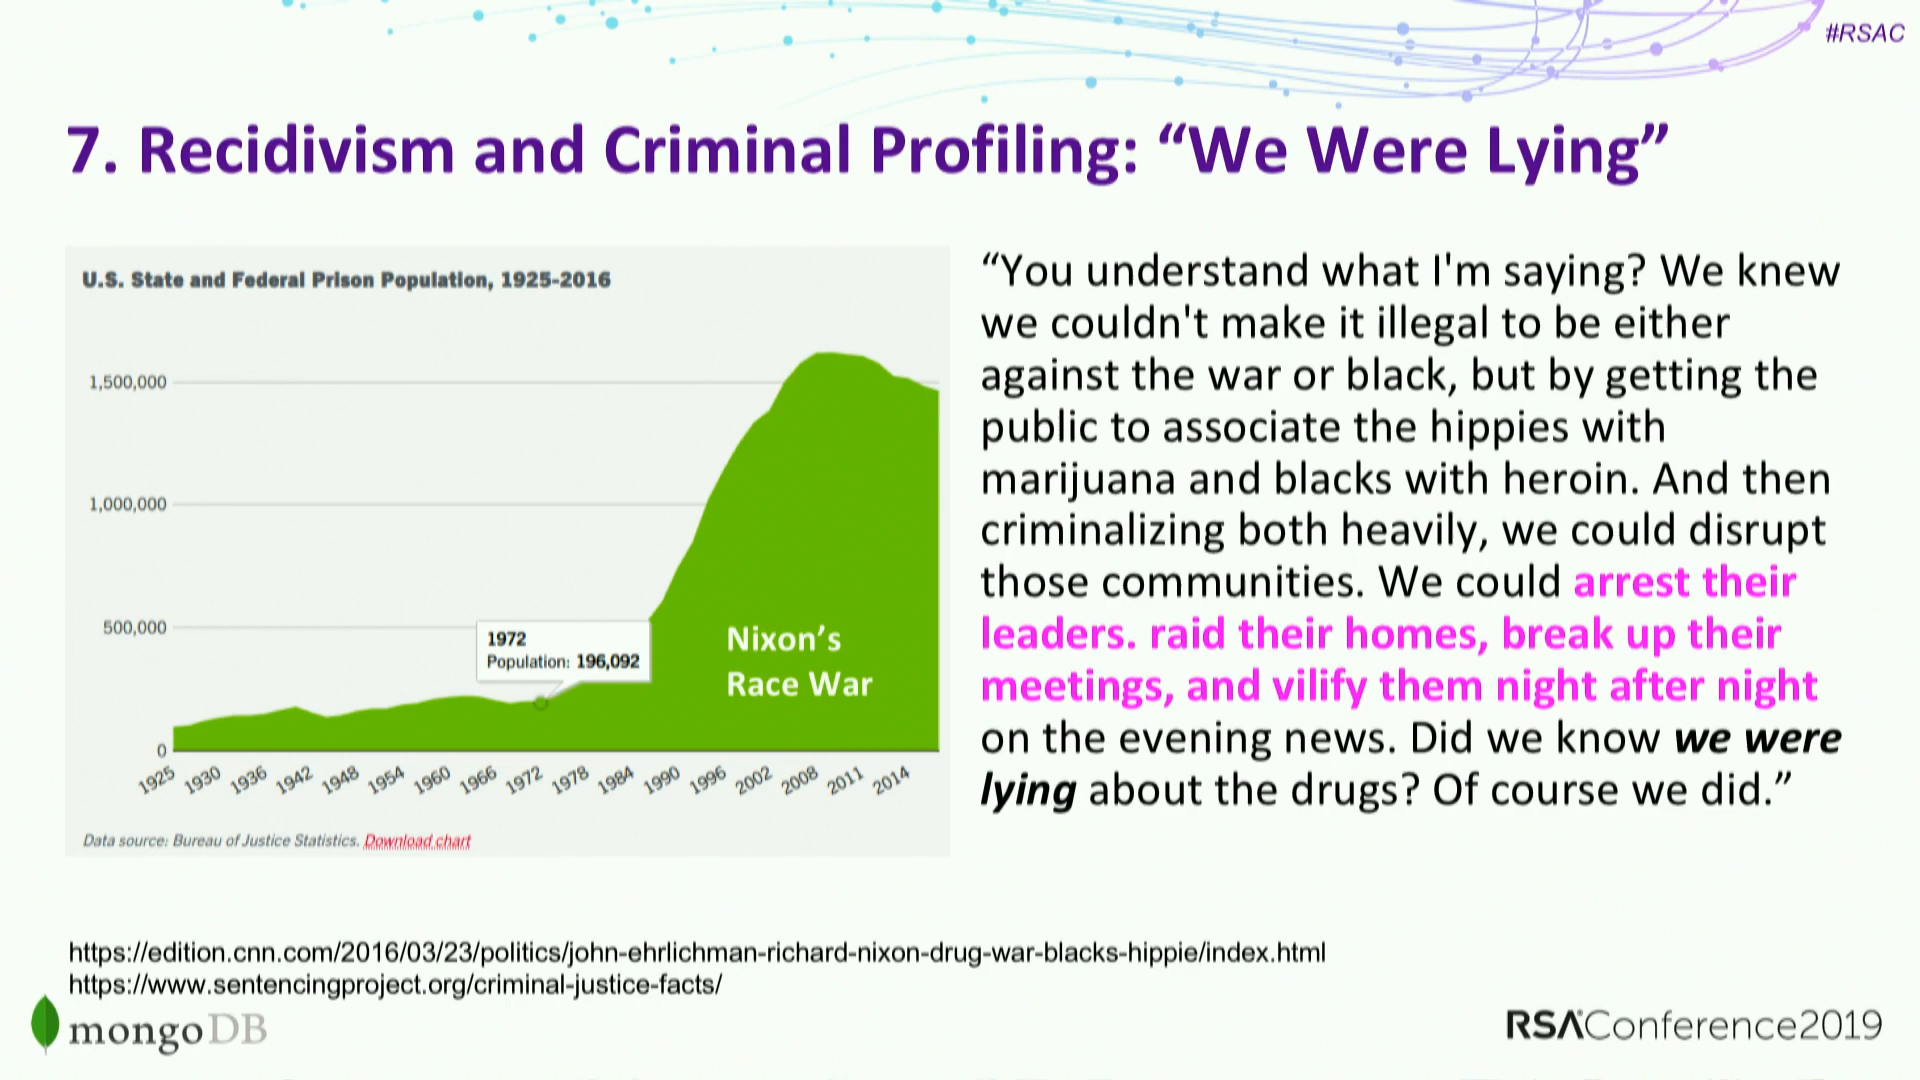 #RSAC
7. Recidivism and Criminal Profiling: “We Were Lying”
U.S. State and Federal Prison Population, 1925-2016
1,500,000
1,000,000
500,000
0
1972
Population: 196,092
Nixon’s
Race War
1925 1930 1936 1942 1948 1954 1960 1966 1972 1978 1984 1990 1996 2002 2008 2011 2014
Data source: Bureau of Justice Statistics. Download chart
“You understand what I'm saying? We knew
we couldn't make it illegal to be either
against the war or black, but by getting the
public to associate the hippies with
marijuana and blacks with heroin. And then
criminalizing both heavily, we could disrupt
those communities. We could arrest their
leaders. raid their homes, break up their
meetings, and vilify them night after night
on the evening news. Did we know we were
lying about the drugs? Of course we did.”
https://edition.cnn.com/2016/03/23/politics/john-ehrlichman-richard-nixon-drug-war-blacks-hippie/index.html
https://www.sentencingproject.org/criminal-justice-facts/
mongoDB
RSAConference2019